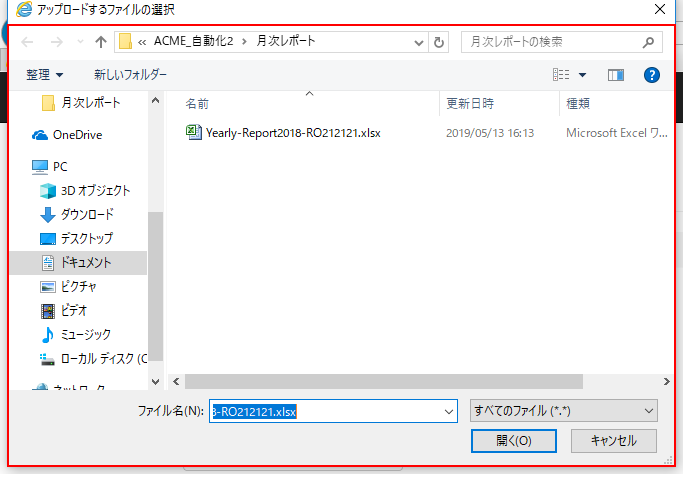 アップロードするファイルの選択
« ACME_自動化2 › 月次レポート
月次レポートの検索
整理 新しいフォルダー
名前 更新日時 種類
月次レポート
OneDrive
PC
3D オブジェクト
ダウンロード
デスクトップ
ドキュメント
ピクチャ
ビデオ
ミュージック
ローカル ディスク (C
ネットワーク
Yearly-Report2018-RO212121.xlsx 2019/05/13 16:13 Microsoft Excel ワ...
ファイル名(N): 8-RO212121.xlsx すべてのファイル (*.*)
開く(O) キャンセル